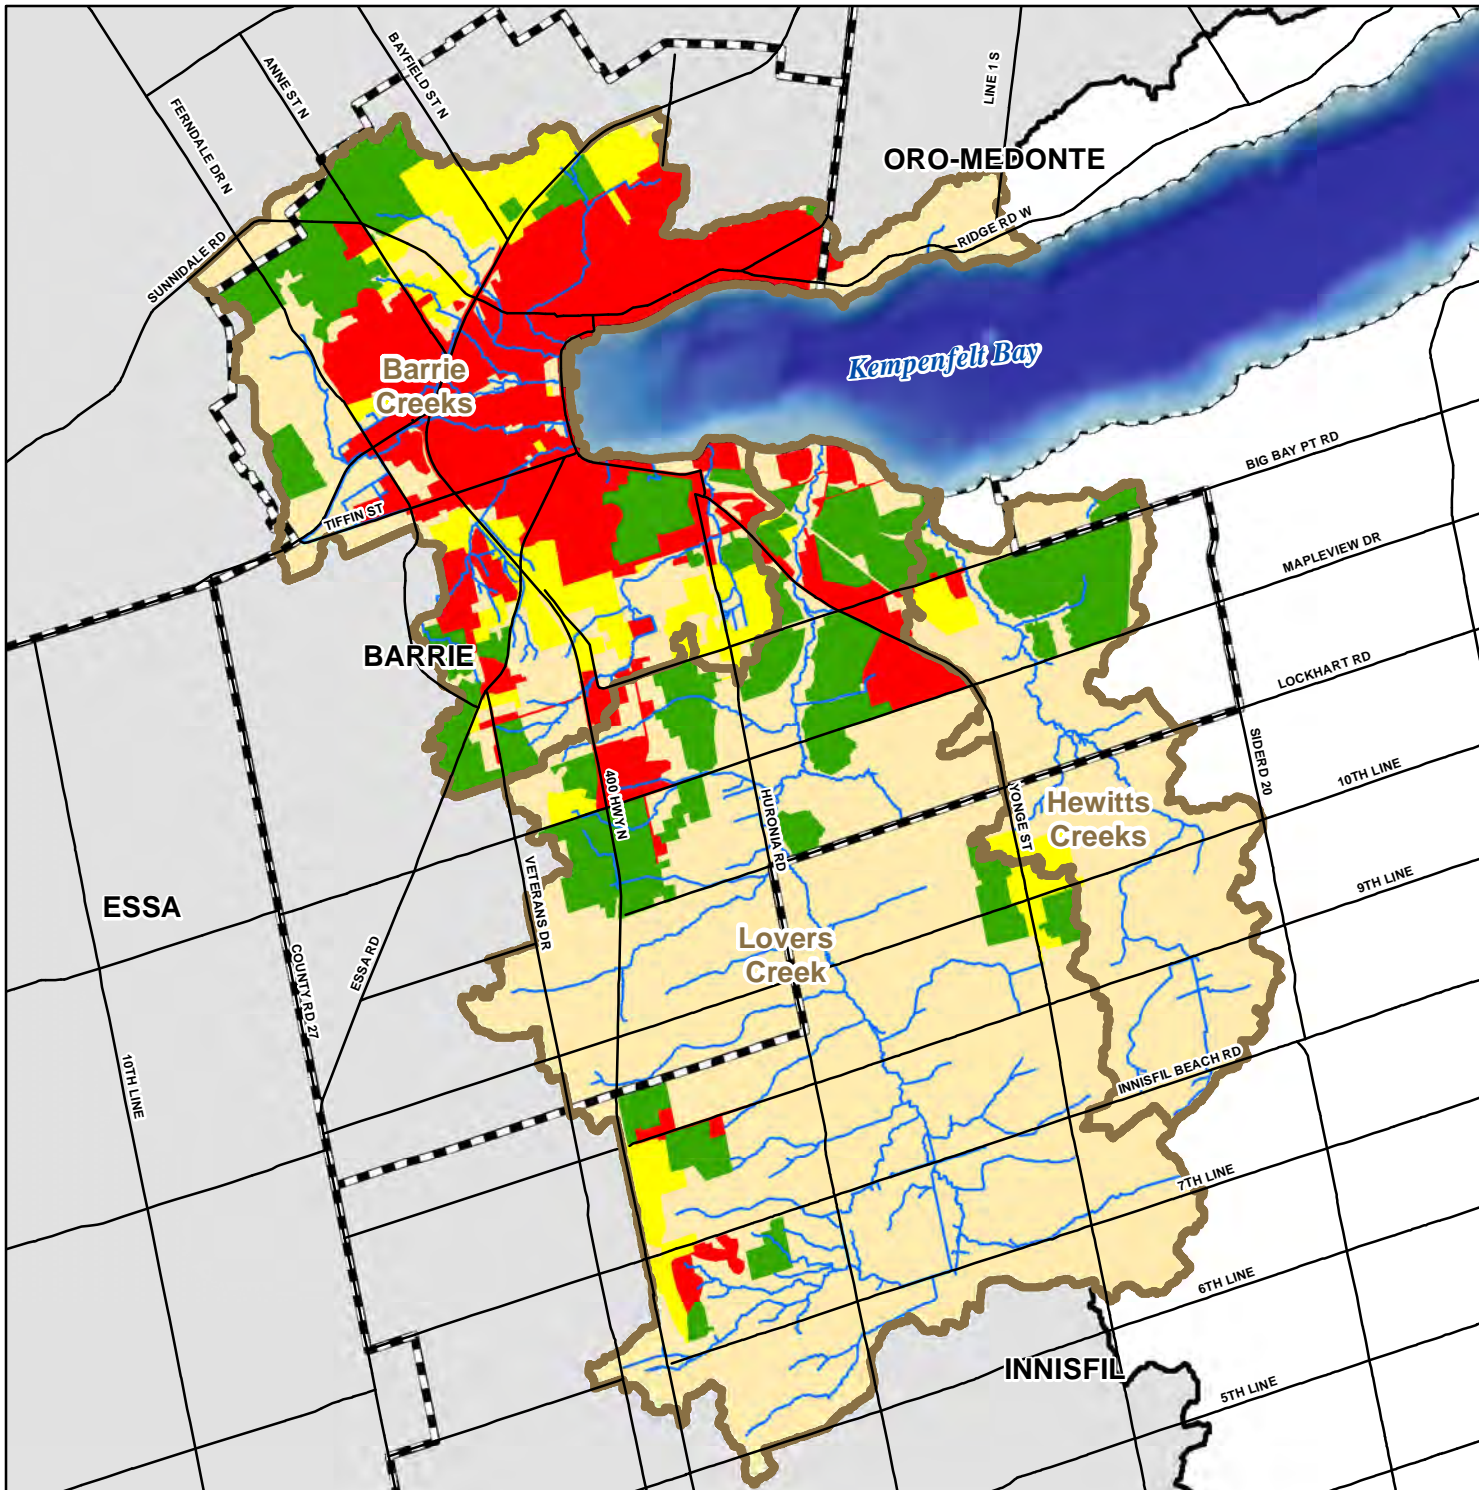 BAYFIELD ST N
ANNE ST N
FERNDALE DR N
LINE 1 S
ORO-MEDONTE
RIDGE RD W
SUNNIDALE RD
Kempenfelt Bay
Barrie
Creeks
BIG BAY PT RD
TIFFIN ST
MAPLEVIEW DR
BARRIE
LOCKHART RD
SIDERD 20
10TH LINE
400 HWY N
HURONIA RD
YONGE ST
Hewitts
Creeks
VETERANS DR
9TH LINE
ESSA
Lovers
Creek
ESSA RD
COUNTY RD 27
10TH LINE
INNISFIL BEACH RD
7TH LINE
6TH LINE
INNISFIL
5TH LINE